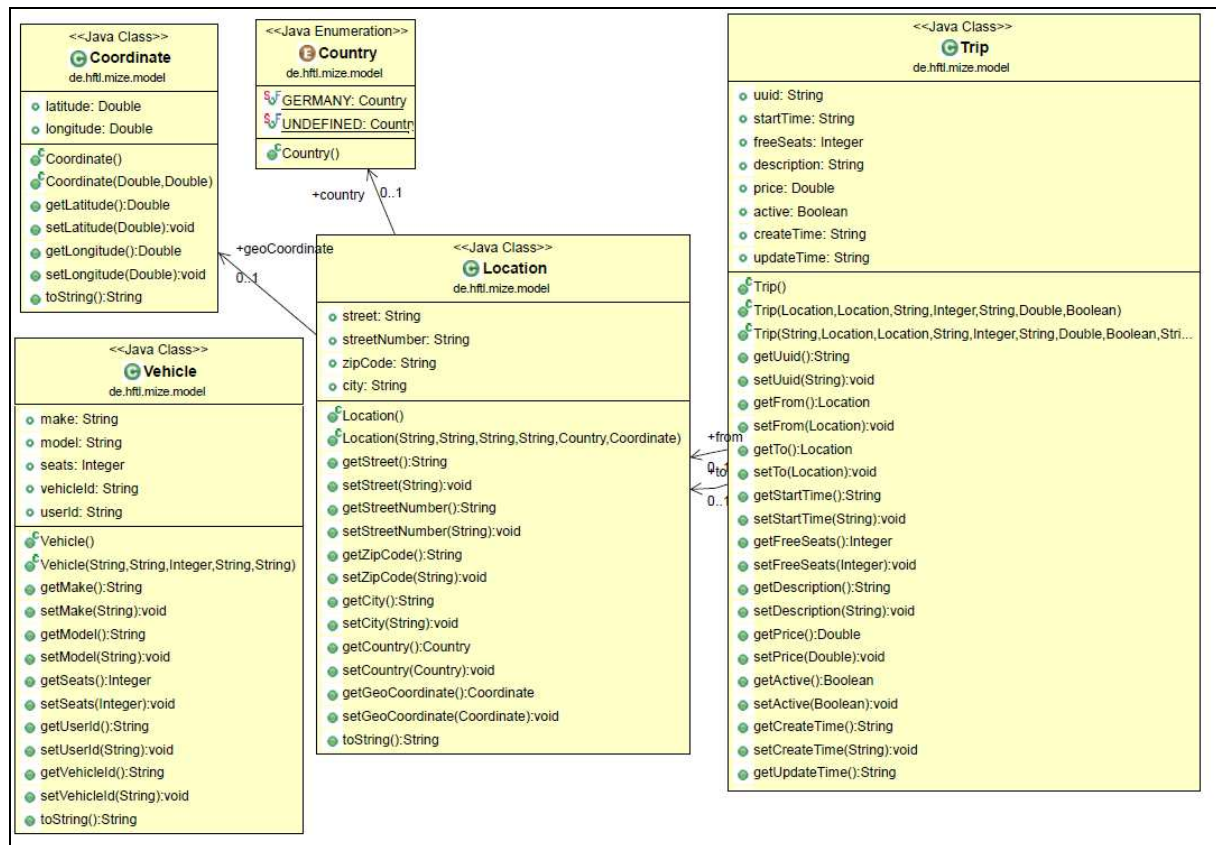 <<Java Class>>
Coordinate
de.hftl.mize.model
latitude: Double
longitude: Double
Coordinate()
Coordinate(Double,Double)
getLatitude():Double
setLatitude(Double):void
getLongitude():Double
setLongitude(Double):void
toString():String
<<Java Enumeration>>
Country
de.hftl.mize.model
GERMANY: Country
UNDEFINED: Country
Country()
+country
0..1
+geoCoordinate
0..1
<<Java Class>>
Vehicle
de.hftl.mize.model
make: String
model: String
seats: Integer
vehicleId: String
userId: String
Vehicle()
Vehicle(String,String,Integer,String,String)
getMake():String
setMake(String):void
getModel():String
setModel(String):void
getSeats():Integer
setSeats(Integer):void
getUserId():String
setUserId(String):void
getVehicleId():String
setVehicleId(String):void
toString():String
<<Java Class>>
Location
de.hftl.mize.model
street: String
streetNumber: String
zipCode: String
city: String
Location()
Location(String,String,String,String,Country,Coordinate)
getStreet():String
setStreet(String):void
getStreetNumber():String
setStreetNumber(String):void
getZipCode():String
setZipCode(String):void
getCity():String
setCity(String):void
getCountry():Country
setCountry(Country):void
getGeoCoordinate():Coordinate
setGeoCoordinate(Coordinate):void
toString():String
+from
0..1
+to
0..1
<<Java Class>>
Trip
de.hftl.mize.model
uuid: String
startTime: String
freeSeats: Integer
description: String
price: Double
active: Boolean
createTime: String
updateTime: String
Trip()
Trip(Location,Location,String,Integer,String,Double,Boolean)
Trip(String,Location,Location,String,Integer,String,Double,Boolean,Stri...
getUuid():String
setUuid(String):void
getFrom():Location
setFrom(Location):void
getTo():Location
setTo(Location):void
getStartTime():String
setStartTime(String):void
getFreeSeats():Integer
setFreeSeats(Integer):void
getDescription():String
setDescription(String):void
getPrice():Double
setPrice(Double):void
getActive():Boolean
setActive(Boolean):void
getCreateTime():String
setCreateTime(String):void
getUpdateTime():String